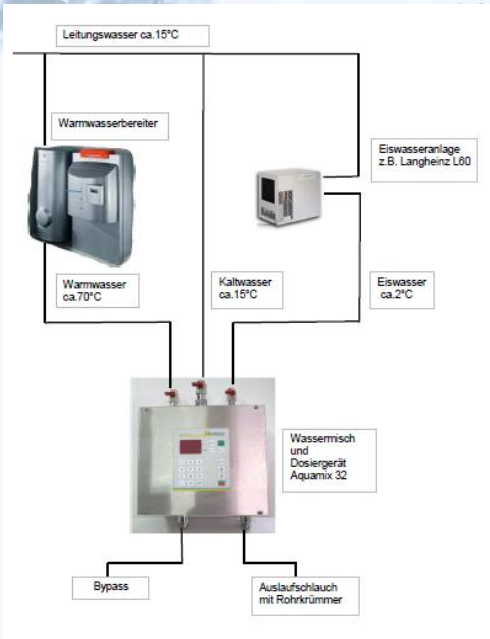 Leitungswasser ca.15°C
Warmwasserbereiter
Eiswasseranlage
z.B. Langheinz L60
Warmwasser
ca.70°C
Kaltwasser
ca.15°C
Eiswasser
ca.2°C
Wassermisch
und
Dosiergerät
Aquamix 32
Bypass
Auslaufschlauch
mit Rohrkrümmer